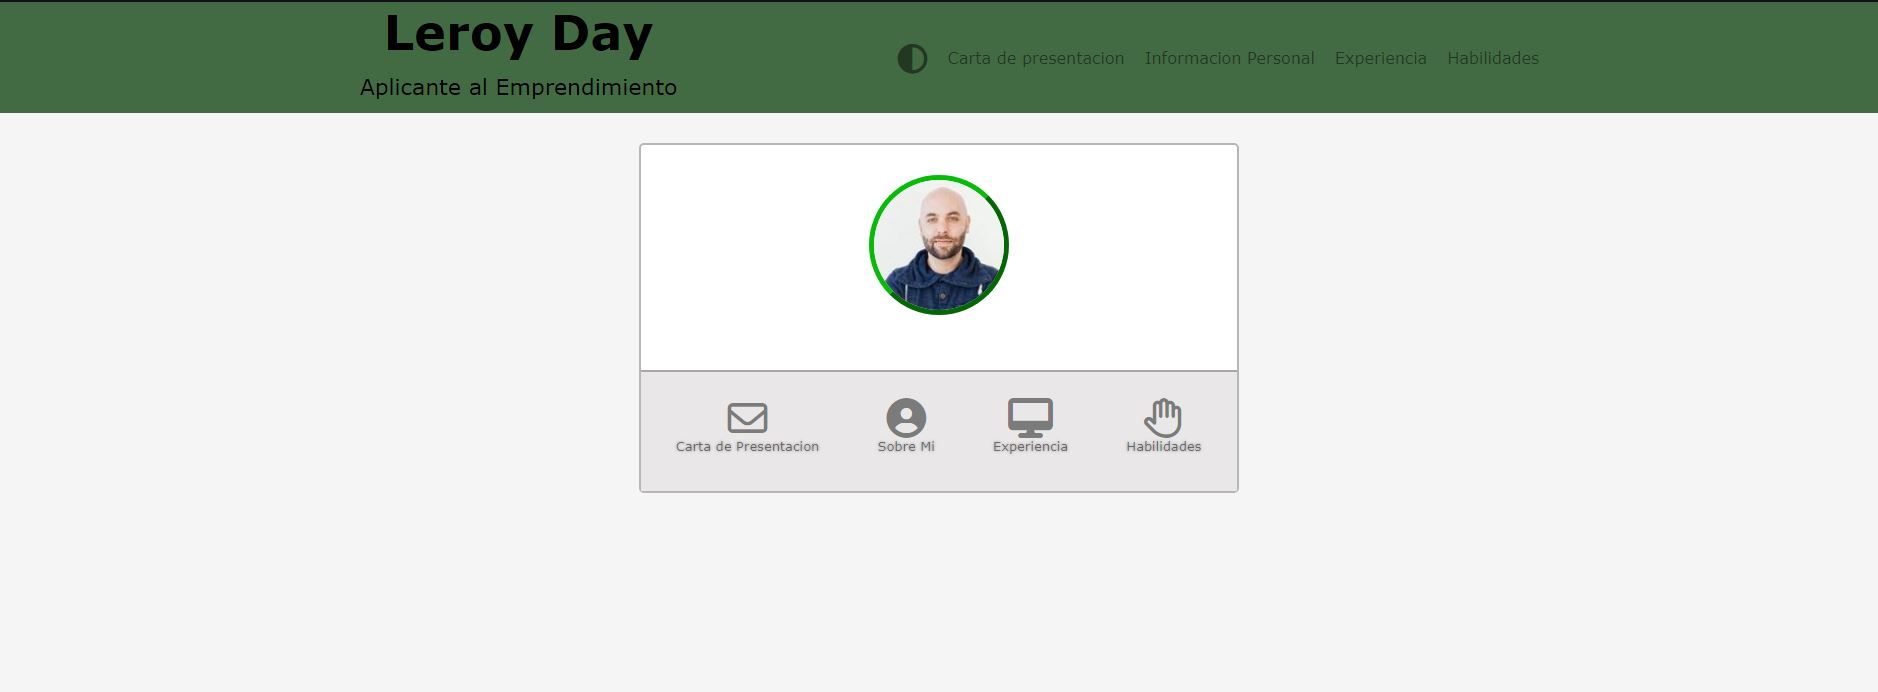 Leroy Day
Aplicante al Emprendimiento
Carta de presentacion Informacion Personal Experiencia Habilidades
Carta de Presentacion Sobre Mi Experiencia Habilidades